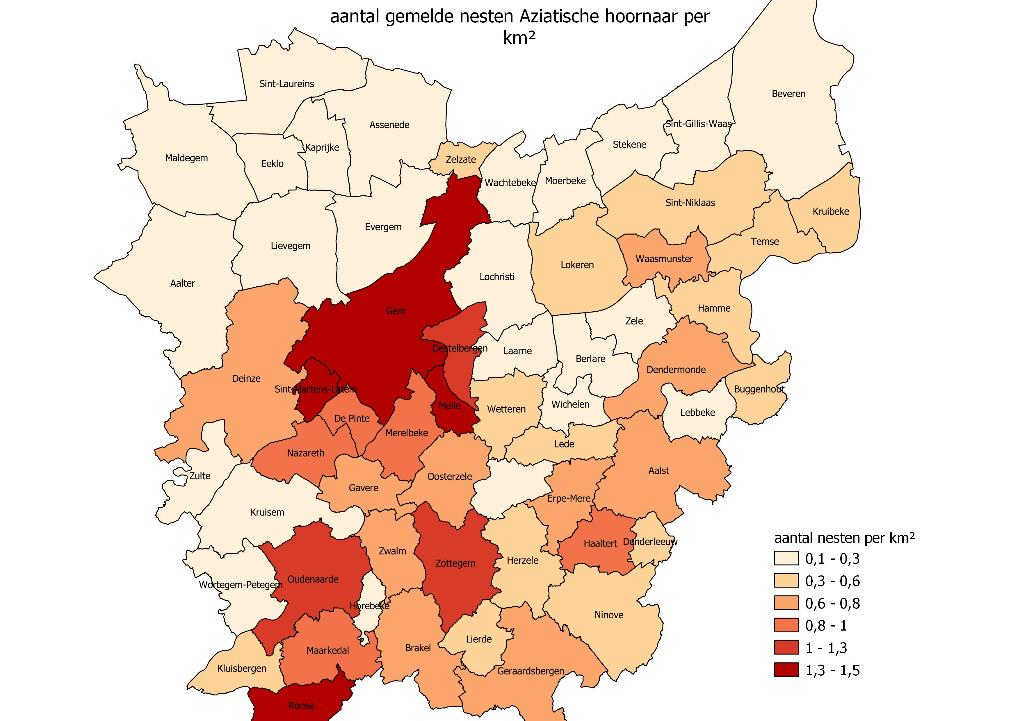 aantal gemelde nesten Aziatische hoornaar per
km²
Sint-Laureins
Beveren
Assenede
Sint-Gillis-Waas
Stekene
Kaprijke
Maldegem
Eeklo
Zelzate
Wachtebeke
Moerbeke
Sint-Niklaas
Kruibeke
Evergem
Lievegem
Temse
Waasmunster
Lokeren
Lochristi
Aalter
Gent
Hamme
Zele
Destelbergen
Laarne
Berlare
Dendermonde
Deinze
Sint-Martens-Latem
Buggenhout
Melle
Wetteren
Wichelen
Lebbeke
De Pinte
Merelbeke
Lede
Nazareth
Aalst
Zulte
Oosterzele
Gavere
Erpe-Mere
Kruisem
Haaltert
Denderleeuw
Zwalm
Zottegem
Herzele
Oudenaarde
Wortegem-Petegem
Horebeke
Ninove
Lierde
Maarkedal
Brakel
Kluisbergen
Geraardsbergen
Ronse
aantal nesten per km²
0,1 - 0,3
0,3 - 0,6
0,6 - 0,8
0,8 - 1
1 - 1,3
1,3 - 1,5